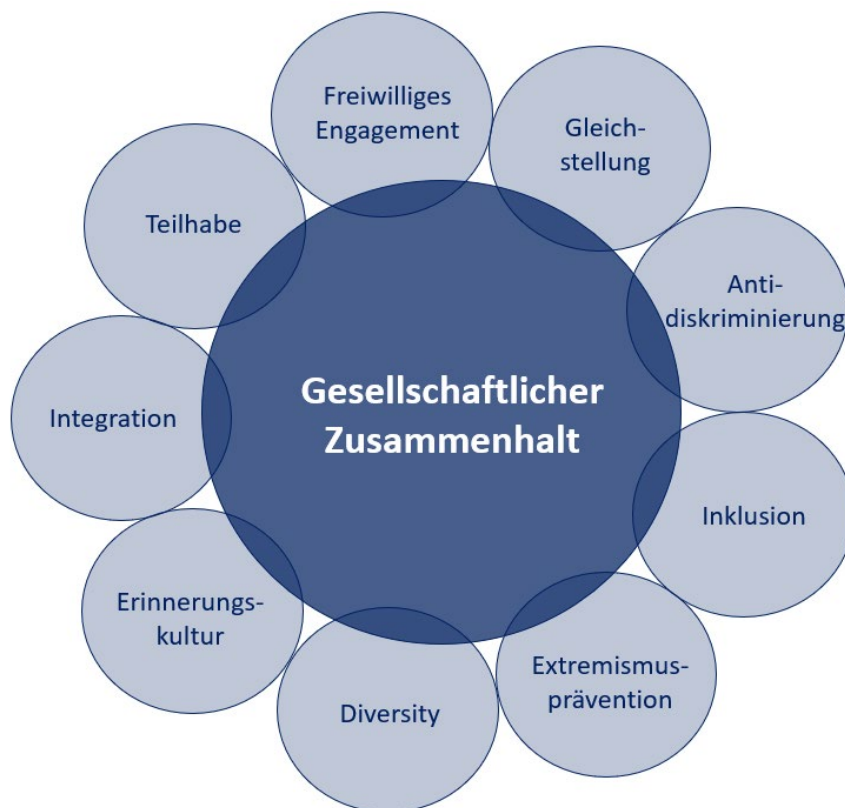 Freiwilliges
Engagement
Gleich-
stellung
Teilhabe
Anti-
diskriminierung
Gesellschaftlicher
Zusammenhalt
Integration
Inklusion
Erinnerungs-
kultur
Extremismus-
prävention
Diversity